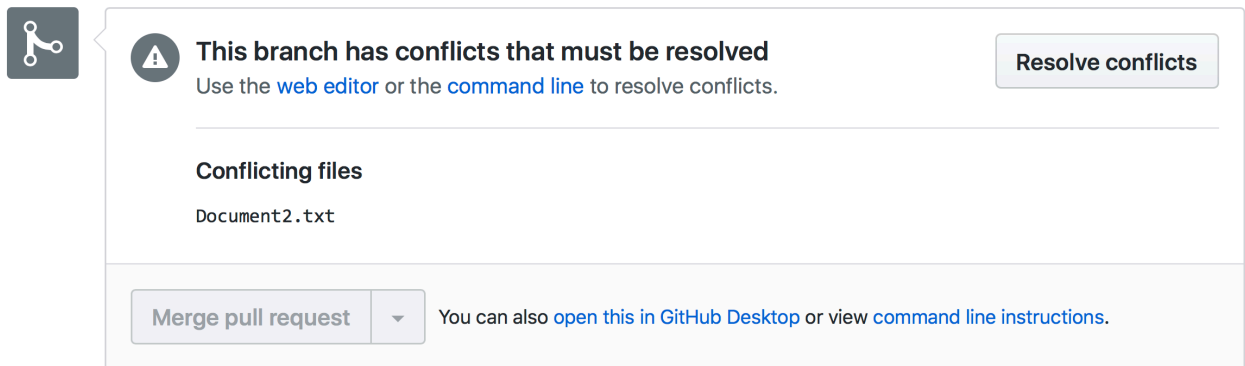 This branch has conflicts that must be resolved
Resolve conflicts
Use the web editor or the command line to resolve conflicts.
Conflicting files
Document2.txt
Merge pull request
You can also open this in GitHub Desktop or view command line instructions.